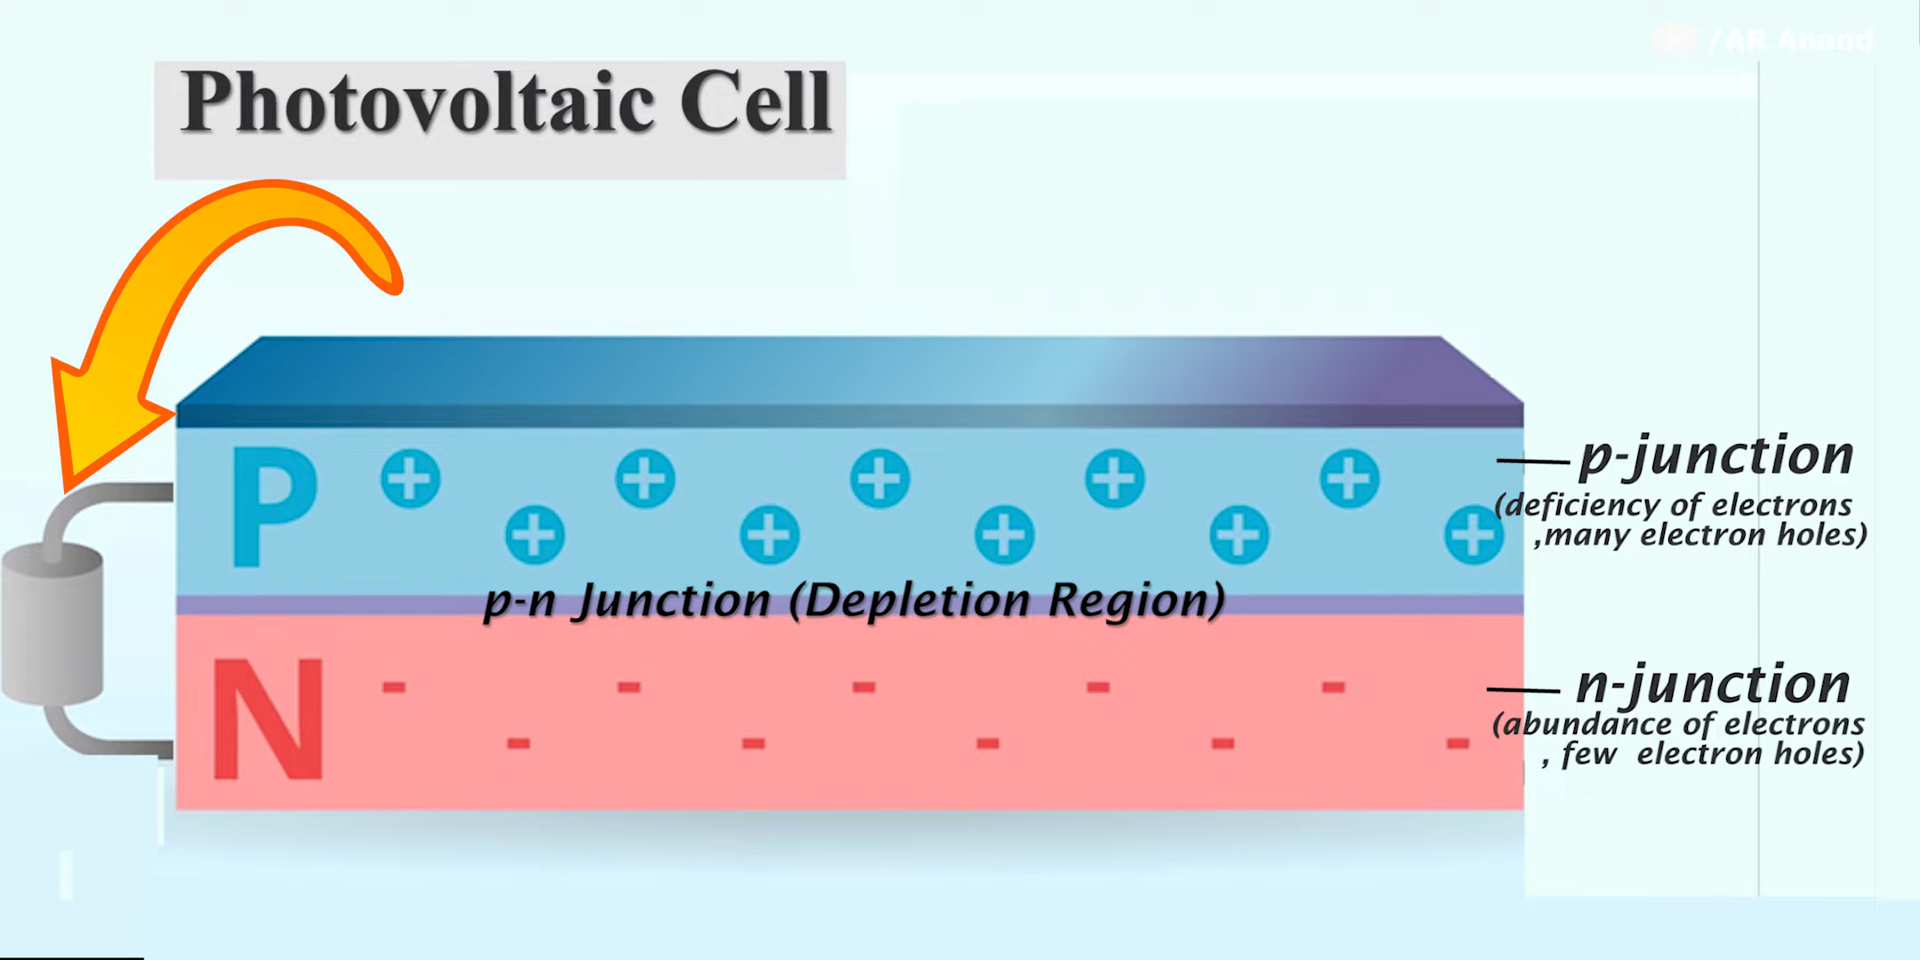 /AR Anand
Photovoltaic Cell
P
p-junction
(deficiency of electrons
,many electron holes)
p-n Junction (Depletion Region)
N
n-junction
(abundance of electrons
, few electron holes)